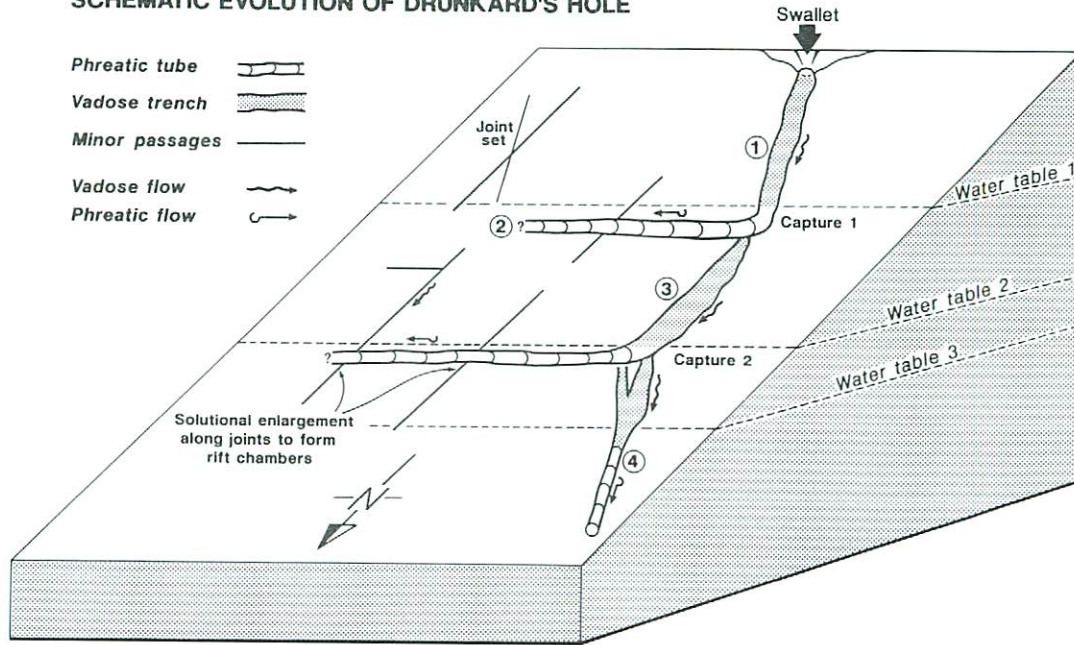 SCHEMATIC EVOLUTION OF DRUNKARD'S HOLE
Swallet
Phreatic tube
Vadose trench
Minor passages
Vadose flow
Phreatic flow
Joint
set
①
Water table 1
② ?
Capture 1
③
Water table 2
?
Capture 2
Water table 3
Solutional enlargement
along joints to form
rift chambers
④
N